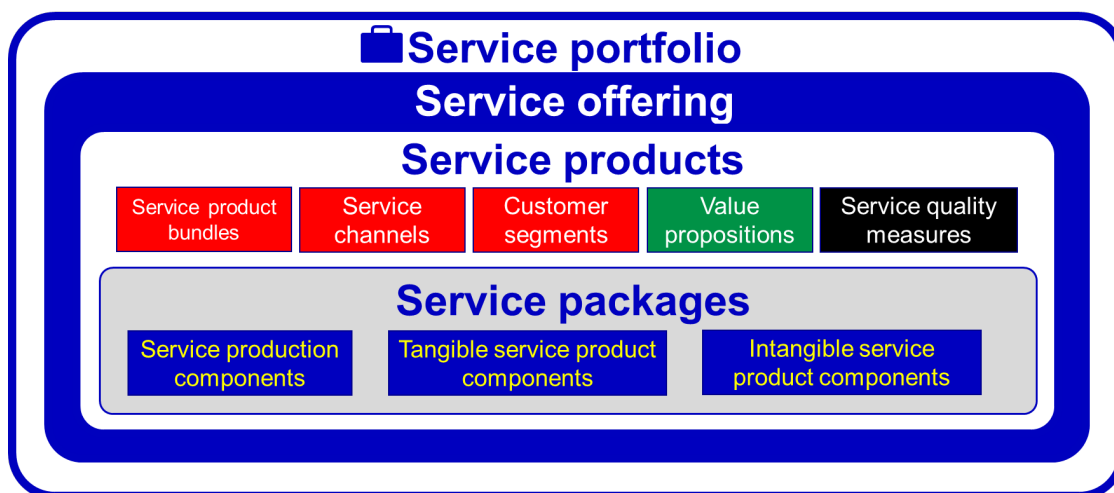 Service portfolio
Service offering
Service products
Service product
bundles
Service
channels
Customer
segments
Value
propositions
Service quality
measures
Service packages
Service production
components
Tangible service product
components
Intangible service
product components